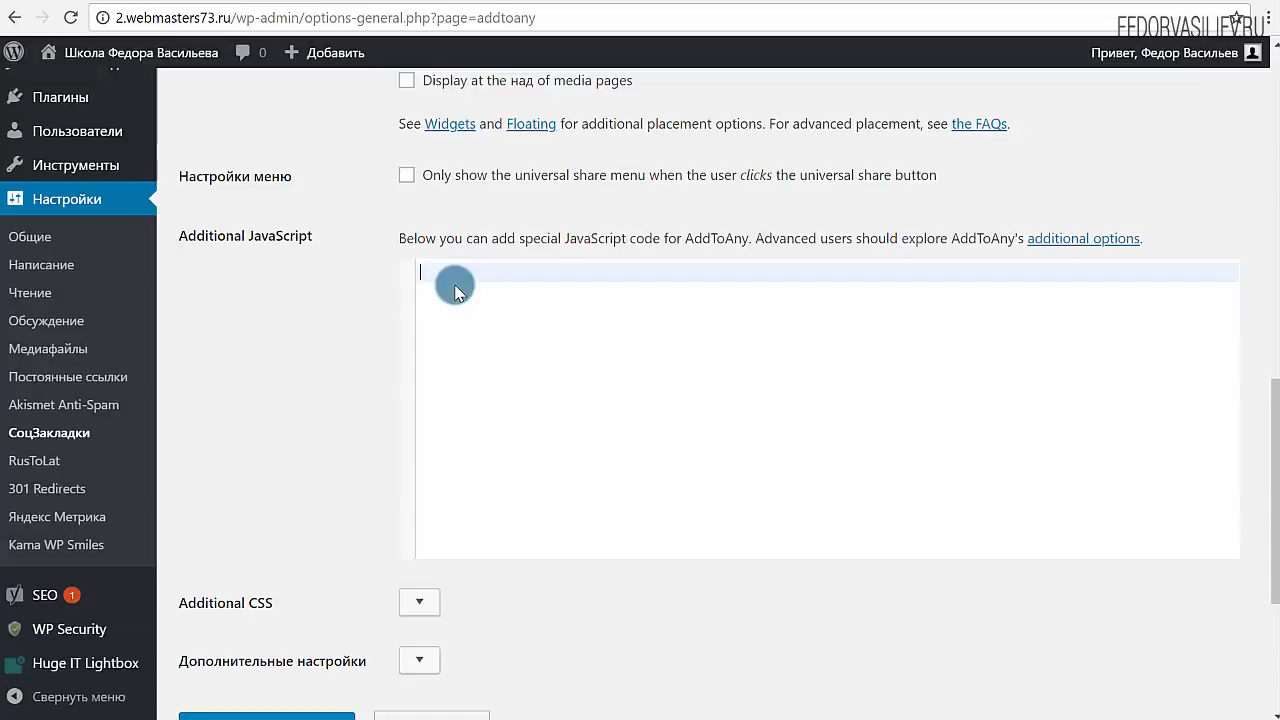 2.webmasters73.ru/wp-admin/options-general.php?page=addtoany
FEDORVASILIEV.RU
Школа Федора Васильева
0
Добавить
Привет, Федор Васильев
Плагины
Пользователи
Инструменты
Настройки
Общие
Написание
Чтение
Обсуждение
Медиафайлы
Постоянные ссылки
Akismet Anti-Spam
СоцЗакладки
RusToLat
301 Redirects
Яндекс Метрика
Kama WP Smiles
SEO 1
WP Security
Huge IT Lightbox
Свернуть меню
Display at the над of media pages
See Widgets and Floating for additional placement options. For advanced placement, see the FAQs.
Настройки меню
Only show the universal share menu when the user clicks the universal share button
Additional JavaScript
Below you can add special JavaScript code for AddToAny. Advanced users should explore AddToAny's additional options.
Additional CSS
Дополнительные настройки